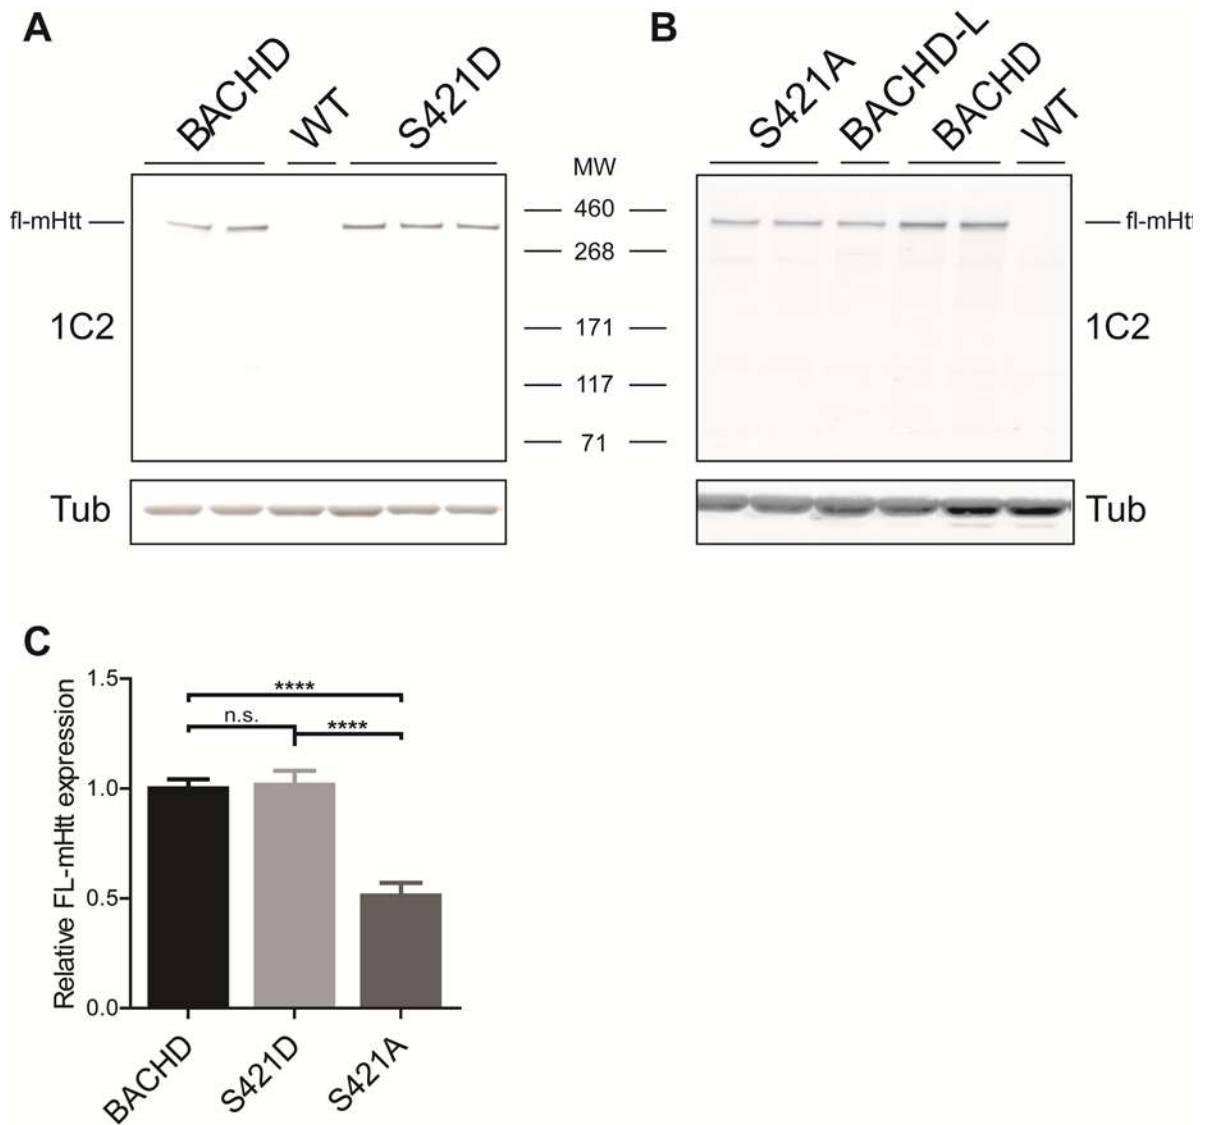 A
BACHD
WT
S421D
fl-mHtt
1C2
Tub
MW
460
268
171
117
71
B
S421A
BACHD-L
BACHD
WT
fl-mHtt
1C2
Tub
C
Relative FL-mHtt expression
1.5
1.0
0.5
0.0
****
n.s.
****
BACHD
S421D
S421A